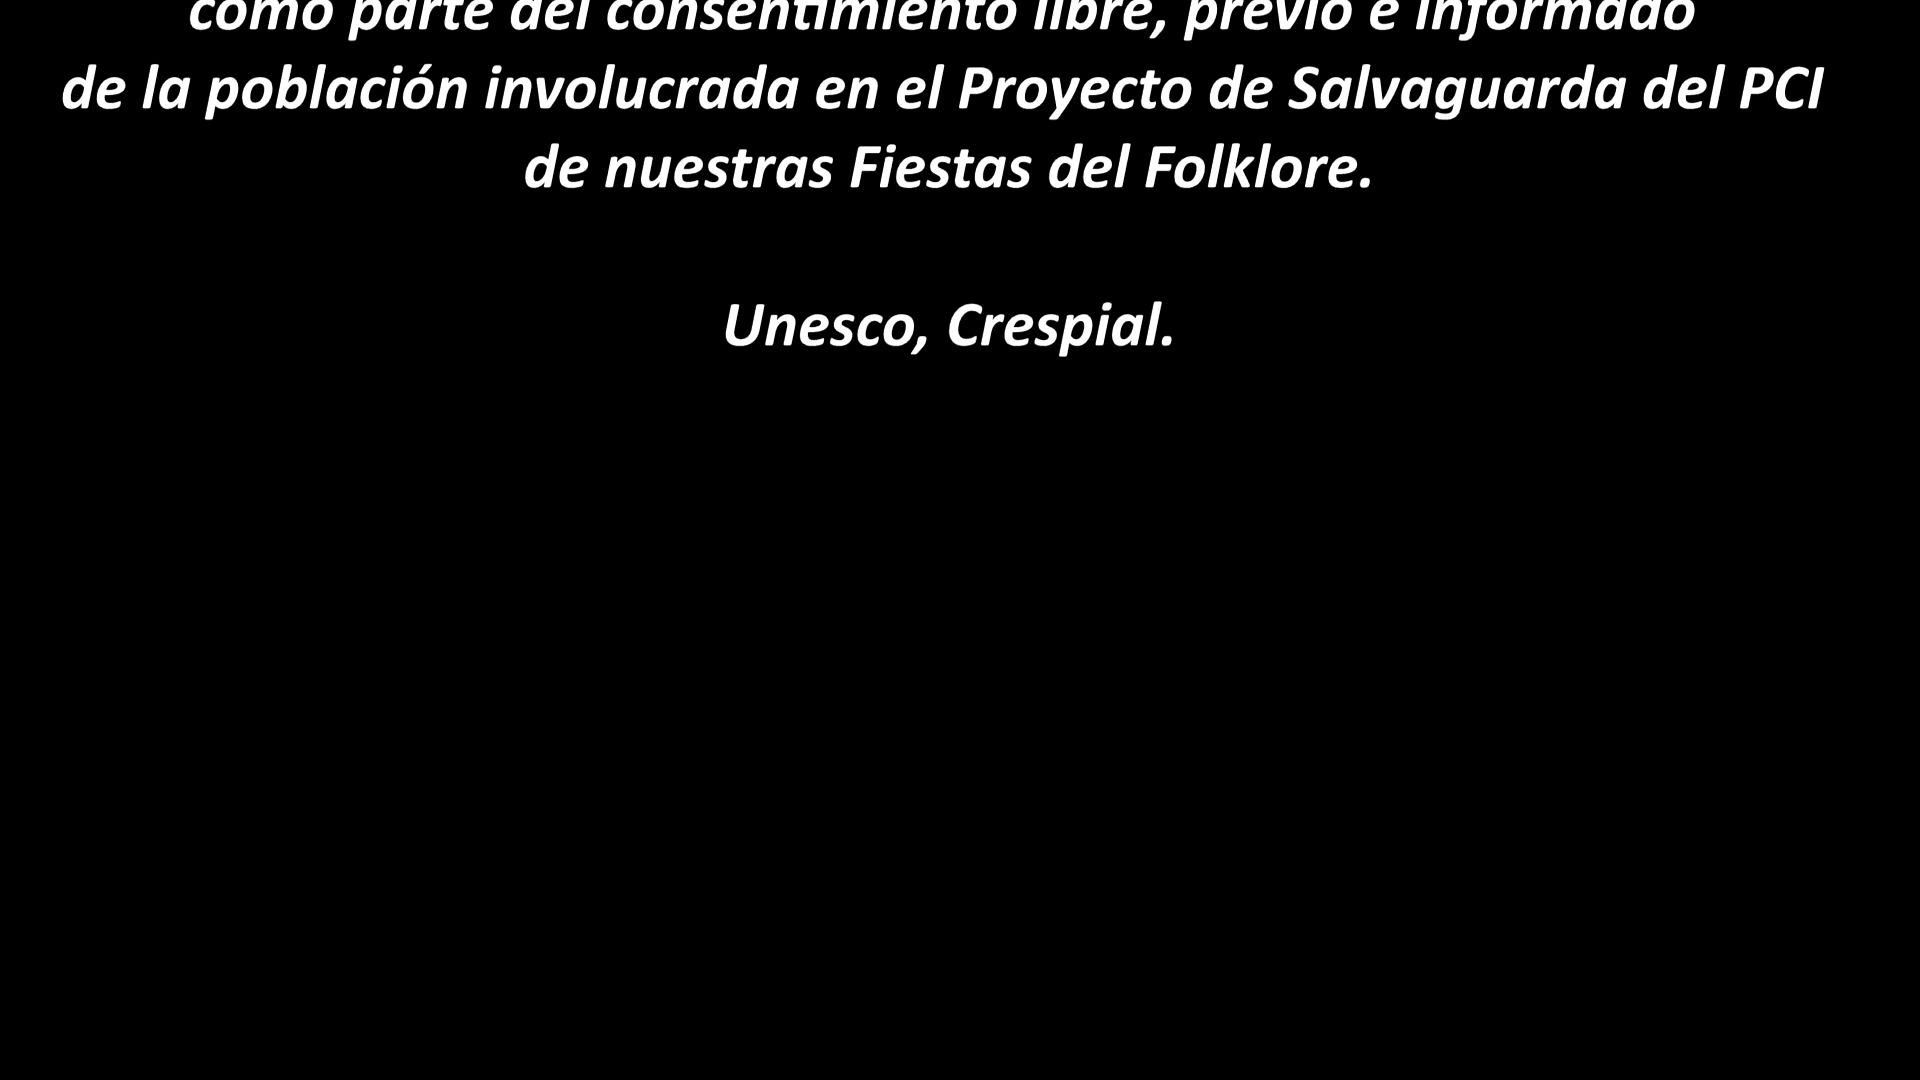 como parte del consentimiento libre, previo e informado
de la población involucrada en el Proyecto de Salvaguarda del PCI
de nuestras Fiestas del Folklore.
Unesco, Crespial.